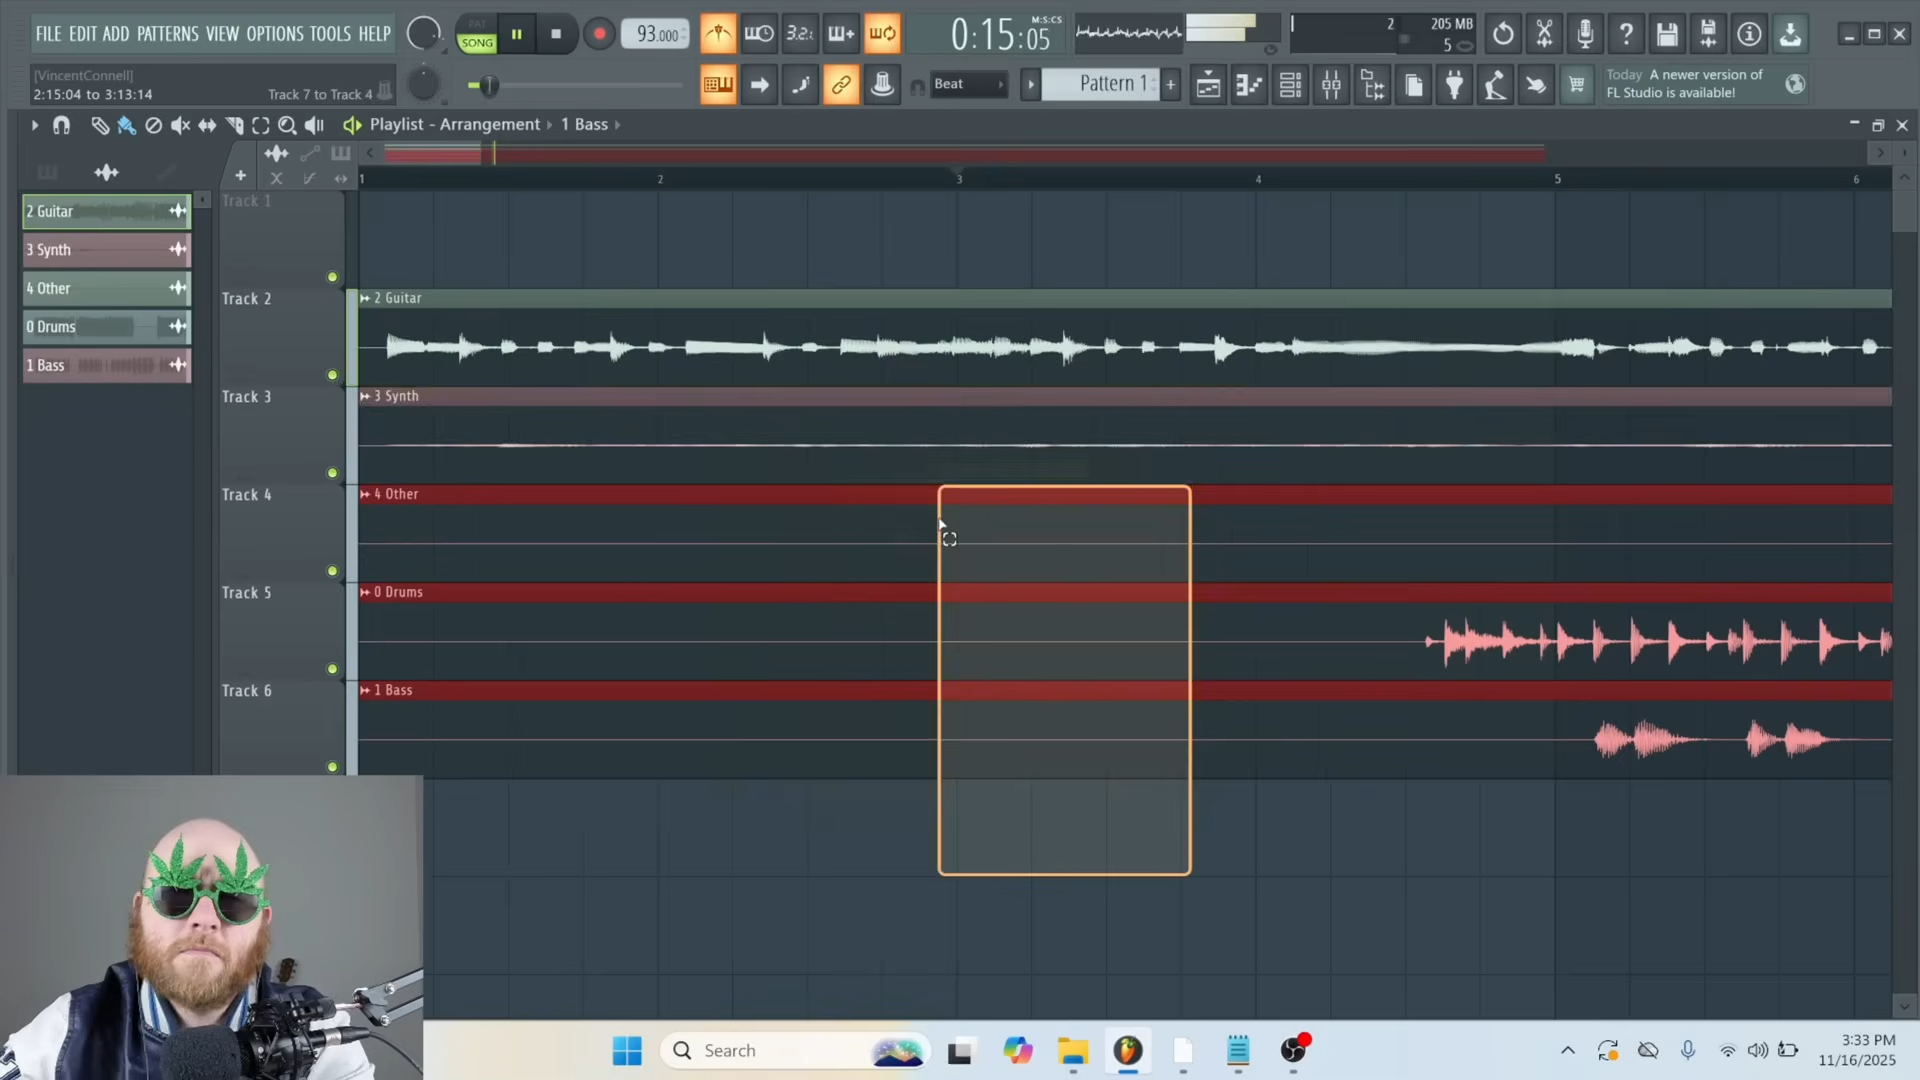 FILE EDIT ADD PATTERNS VIEW OPTIONS TOOLS HELP
PAT
SONG
93.000
3.2.
0:15:05
M:S:CS
2
205 MB
5
[VincentConnell]
2:15:04 to 3:13:14
Track 7 to Track 4
Beat
Pattern 1
+
Today A newer version of
FL Studio is available!
Playlist - Arrangement
1 Bass
1 2 3 4 5 6
2 Guitar
3 Synth
4 Other
0 Drums
1 Bass
Track 1
Track 2
2 Guitar
Track 3
3 Synth
Track 4
4 Other
Track 5
0 Drums
Track 6
1 Bass
Search
3:33 PM
11/16/2025